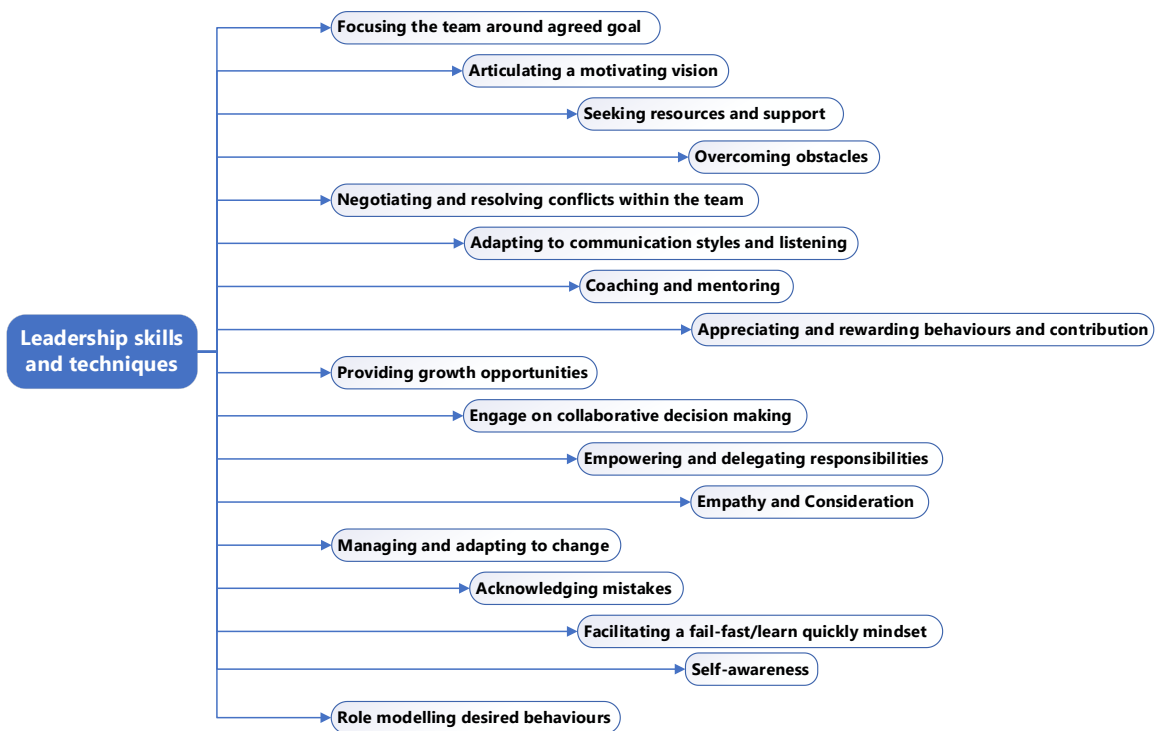 Focusing the team around agreed goal
Articulating a motivating vision
Seeking resources and support
Overcoming obstacles
Negotiating and resolving conflicts within the team
Adapting to communication styles and listening
Coaching and mentoring
Appreciating and rewarding behaviours and contribution
Leadership skills
and techniques
Providing growth opportunities
Engage on collaborative decision making
Empowering and delegating responsibilities
Empathy and Consideration
Managing and adapting to change
Acknowledging mistakes
Facilitating a fail-fast/learn quickly mindset
Self-awareness
Role modelling desired behaviours